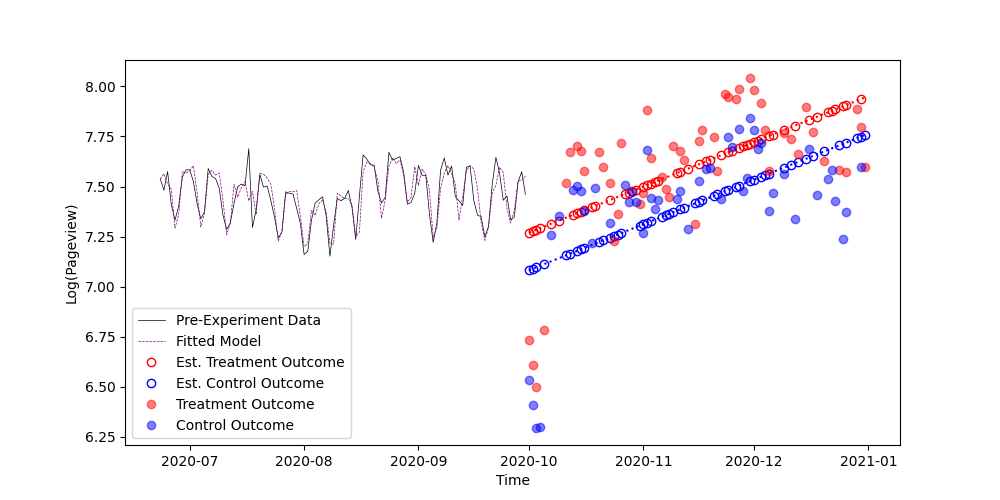 8.00
7.75
7.50
7.25
7.00
6.75
6.50
6.25
Log(Pageview)
Pre-Experiment Data
Fitted Model
Est. Treatment Outcome
Est. Control Outcome
Treatment Outcome
Control Outcome
2020-07 2020-08 2020-09 2020-10 2020-11 2020-12 2021-01
Time